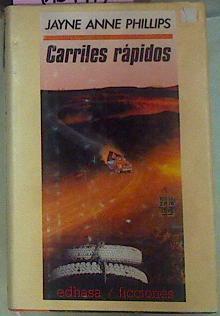 JAYNE ANNE PHILLIPS
Carriles rápidos
edhasa / ficciones